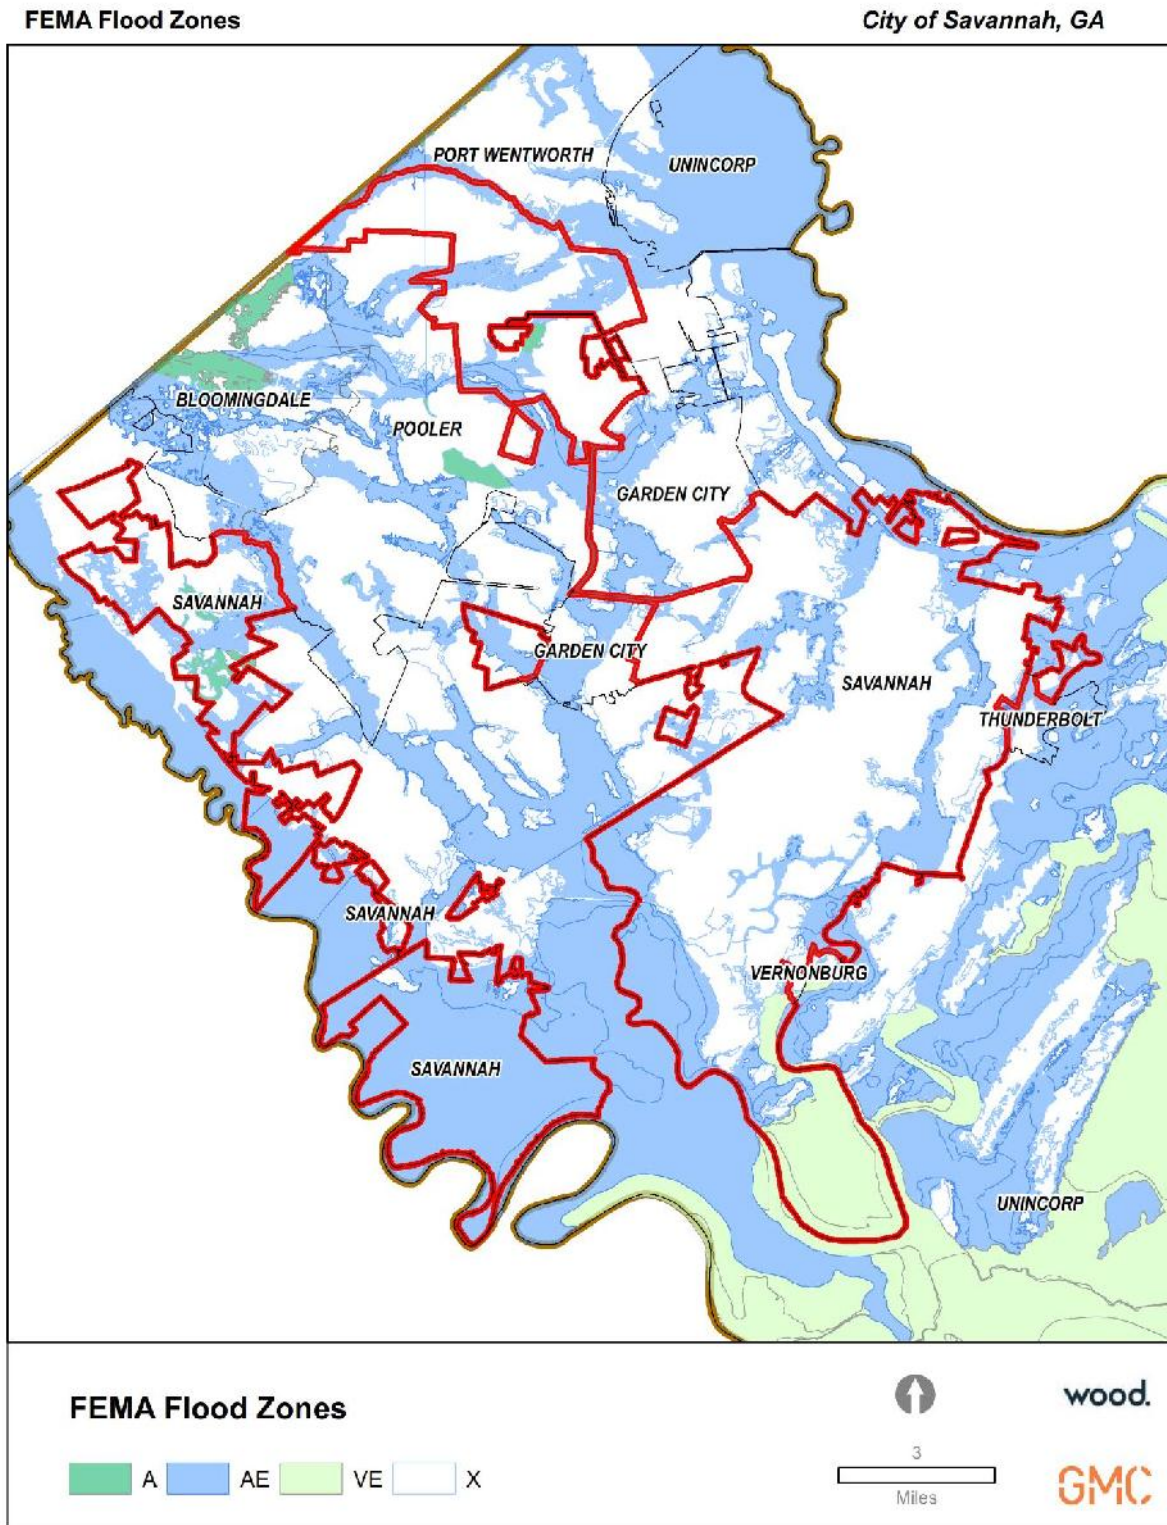 FEMA Flood Zones
City of Savannah, GA
PORT WENTWORTH
UNINCORP
BLOOMINGDALE
POOLER
GARDEN CITY
SAVANNAH
GARDEN CITY
SAVANNAH
THUNDERBOLT
SAVANNAH
VERNONBURG
SAVANNAH
UNINCORP
FEMA Flood Zones
A
AE
VE
X
3
Miles
wood.
GMC